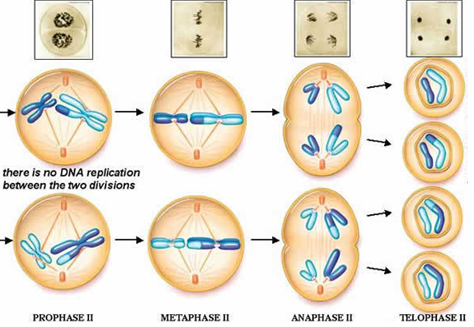 there is no DNA replication
between the two divisions
PROPHASE II
METAPHASE II
ANAPHASE II
TELOPHASE II